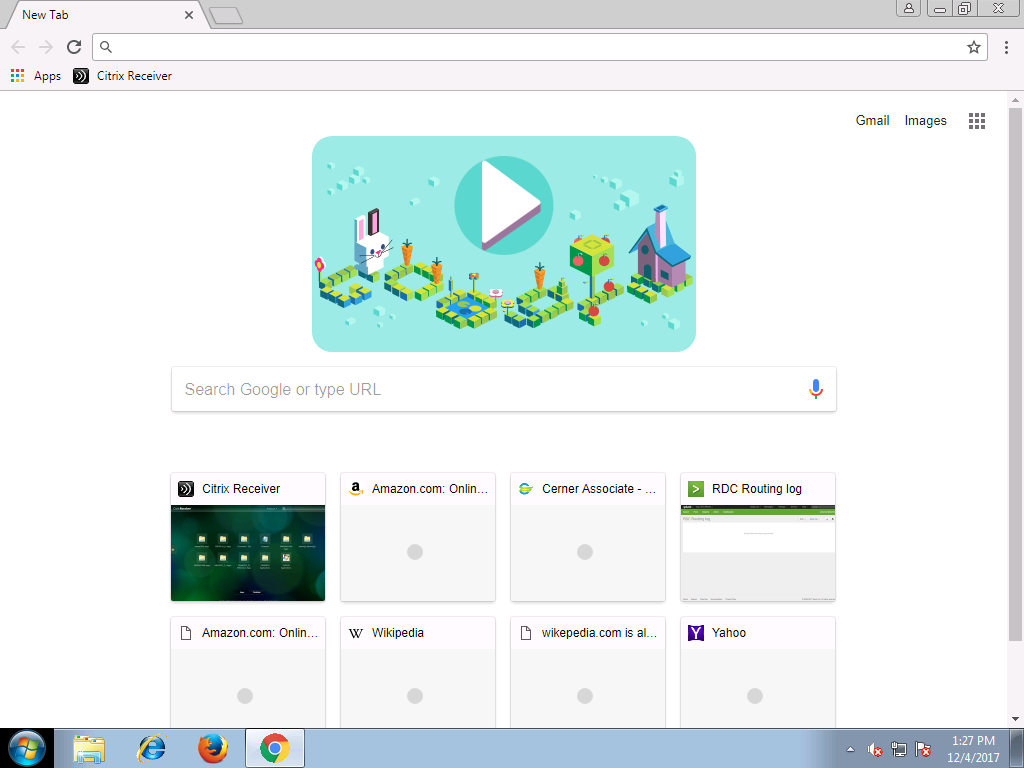 New Tab
Apps
Citrix Receiver
Gmail
Images
Search Google or type URL
Citrix Receiver
Amazon.com: Onlin...
Cerner Associate - ...
RDC Routing log
Amazon.com: Onlin...
Wikipedia
wikepedia.com is al...
Yahoo
1:27 PM
12/4/2017